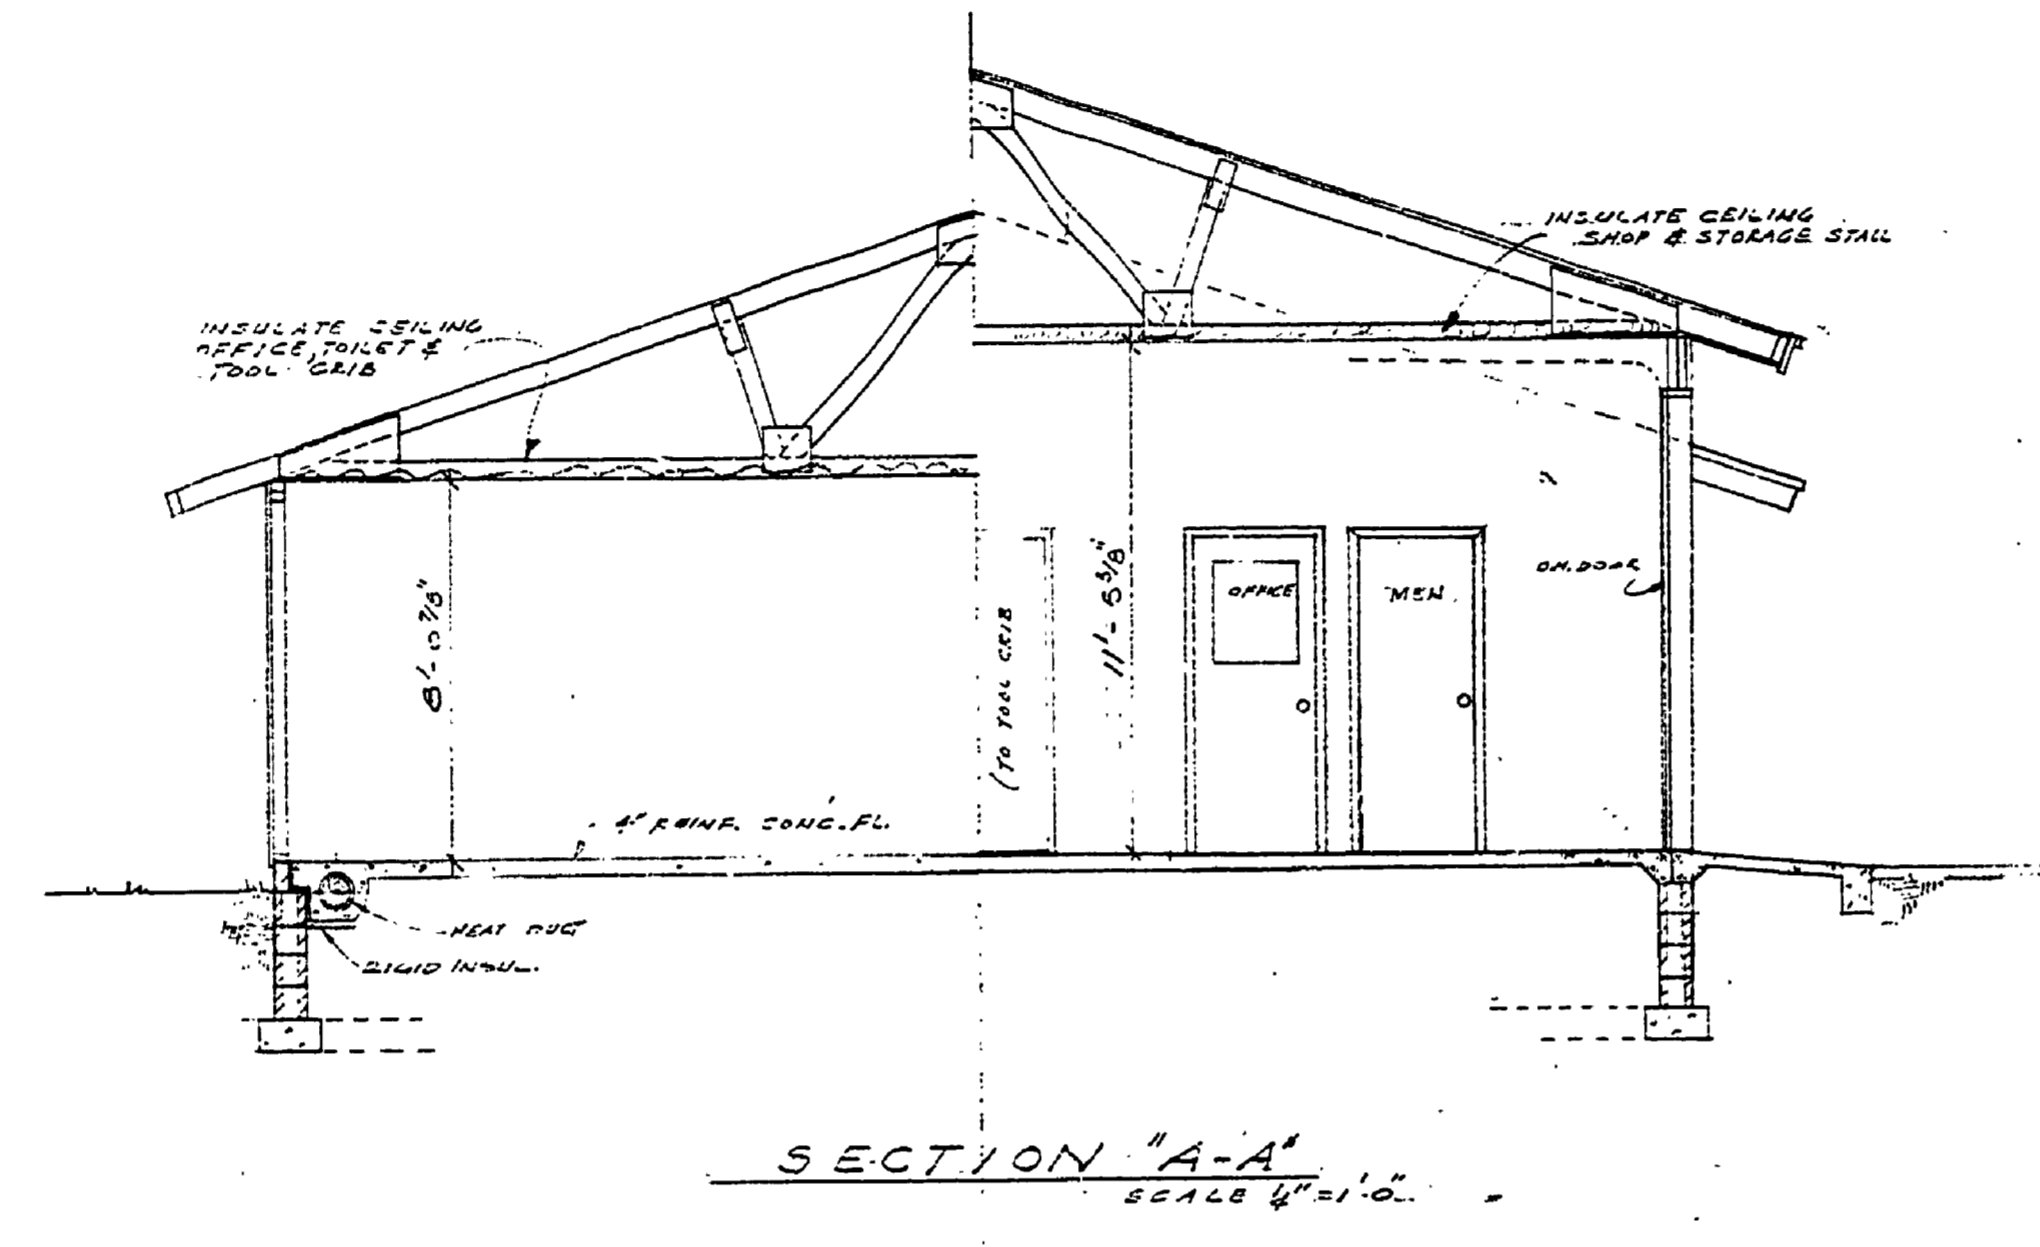 INSULATE CEILING
SHOP & STORAGE STALL
INSULATE CEILING
OFFICE, TOILET &
TOOL CRIB
8'-0 7/8"
(TO TOOL CRIB
11'-5 3/8"
OFFICE
MEN
OH. DOOR
4" REINF. CONC. FL.
HEAT DUCT
RIGID INSUL.
SECTION "A-A"
SCALE 1/4" = 1'-0"